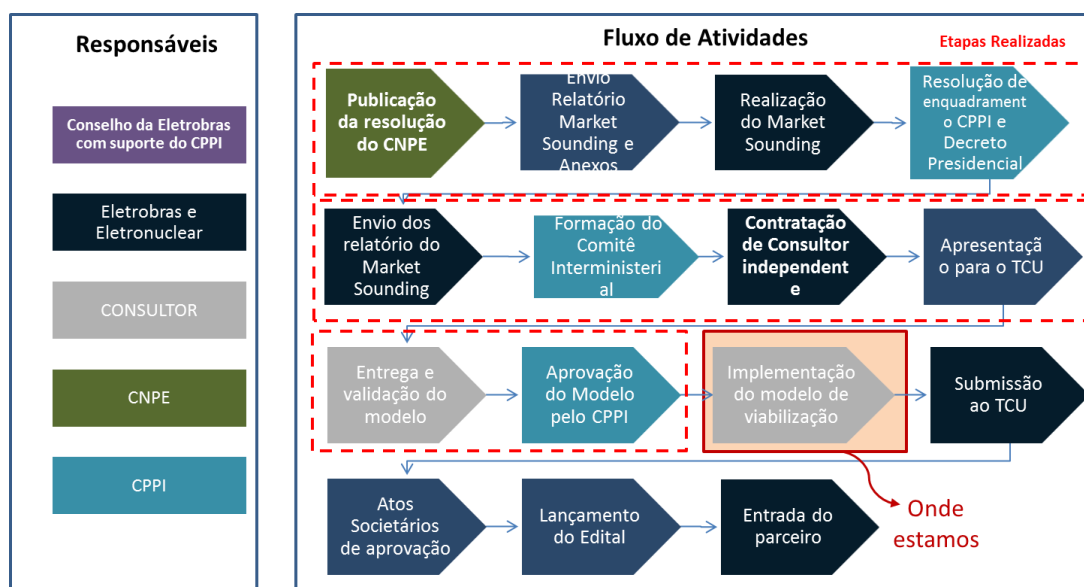 Responsáveis
Conselho da Eletrobras
com suporte do CPPI
Eletrobras e
Eletronuclear
CONSULTOR
CNPE
CPPI
Fluxo de Atividades
Etapas Realizadas
Publicação
da resolução
do CNPE
Envio
Relatório
Market
Sounding e
Anexos
Realização
do Market
Sounding
Resolução de
enquadrament
o CPPI e
Decreto
Presidencial
Envio dos
relatório do
Market
Sounding
Formação do
Comitê
Interministeri
al
Contratação
de Consultor
independent
e
Apresentaçã
o para o TCU
Entrega e
validação do
modelo
Aprovação
do Modelo
pelo CPPI
Implementação
do modelo de
viabilização
Submissão
ao TCU
Atos
Societários
de aprovação
Lançamento
do Edital
Entrada do
parceiro
Onde
estamos